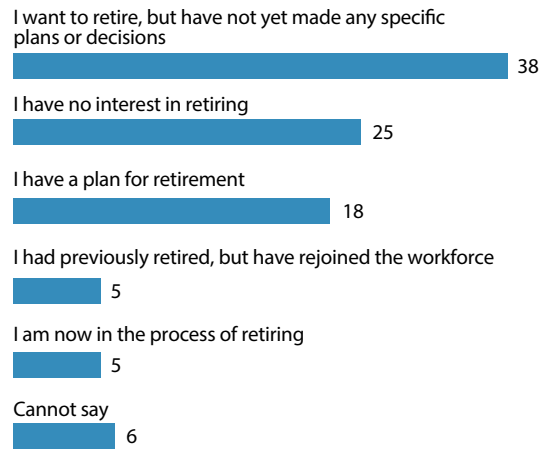 I want to retire, but have not yet made any specific
plans or decisions
38
I have no interest in retiring
25
I have a plan for retirement
18
I had previously retired, but have rejoined the workforce
5
I am now in the process of retiring
5
Cannot say
6